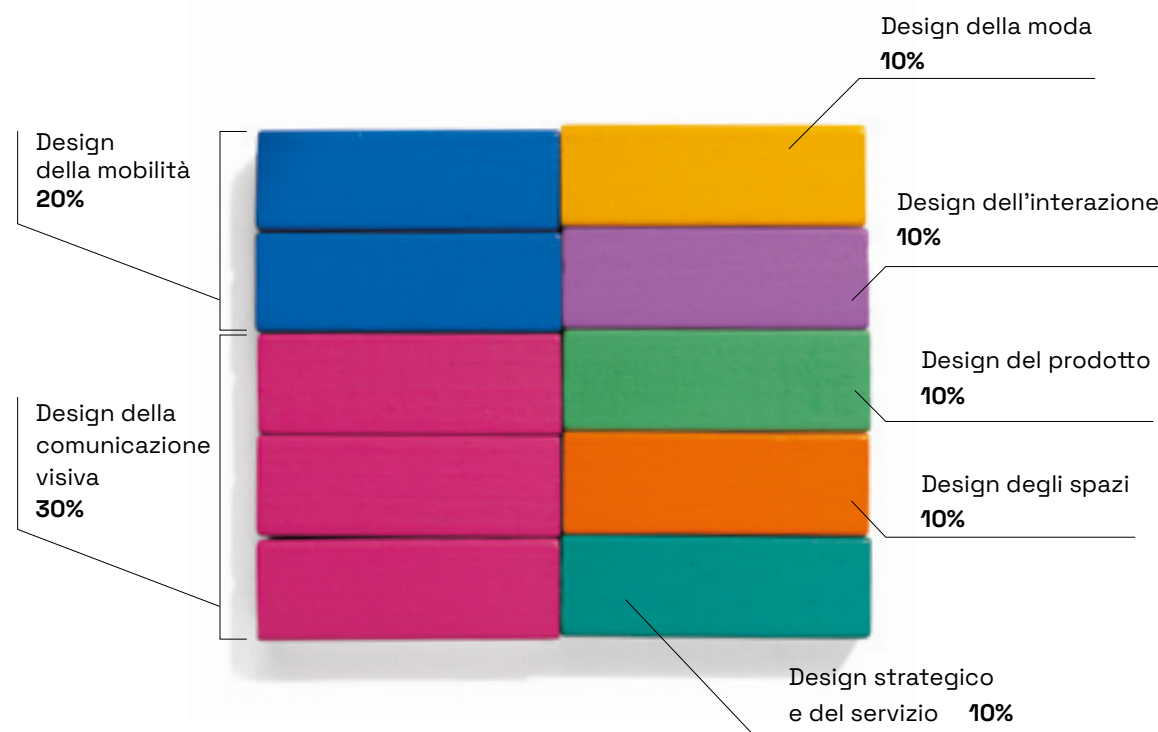 Design della moda
10%
Design
della mobilità
20%
Design dell'interazione
10%
Design del prodotto
10%
Design della
comunicazione
visiva
30%
Design degli spazi
10%
Design strategico
e del servizio 10%